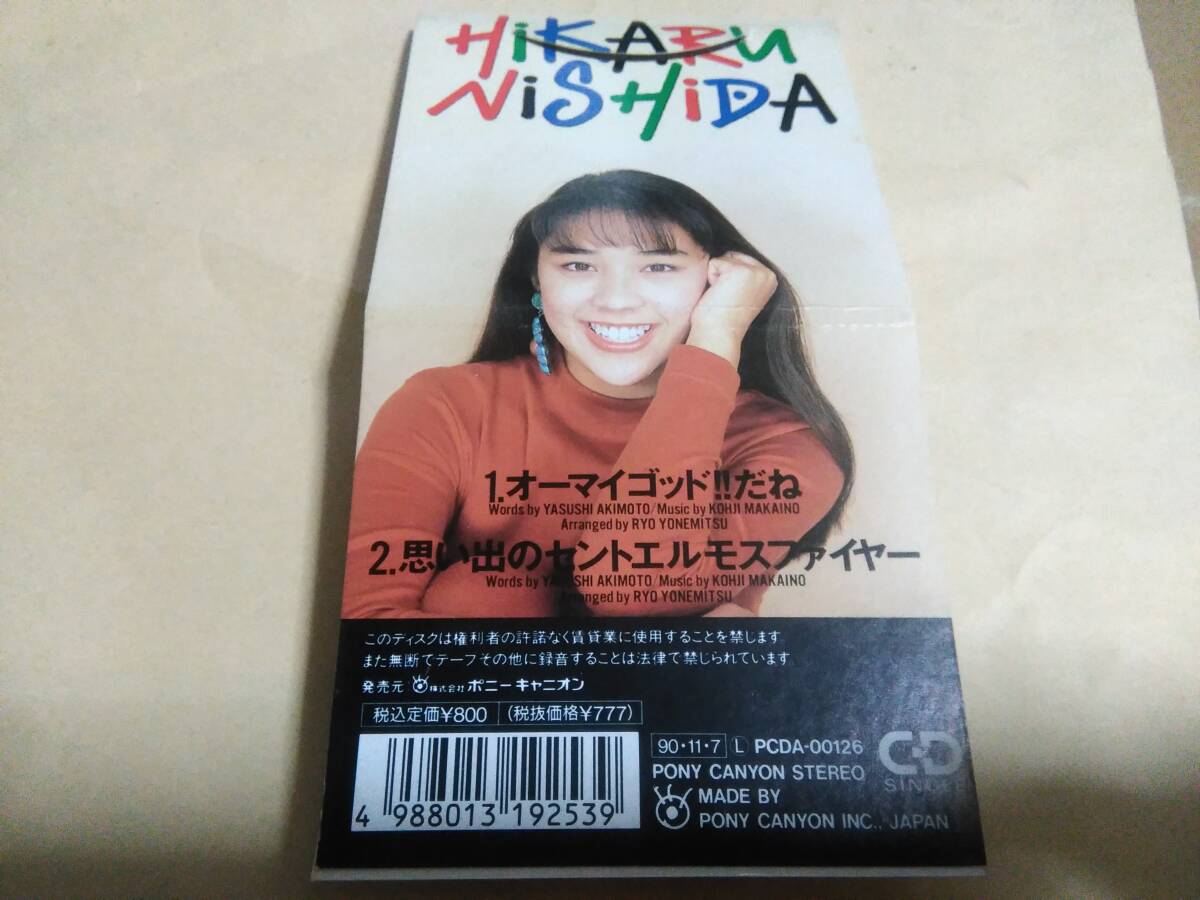 HiKARU
NiSHiDA
1.オーマイゴッド!!だね
Words by YASUSHI AKIMOTO/Music by KOHJI MAKAINO
Arranged by RYO YONEMITSU
2.思い出のセントエルモスファイヤー
Words by YASUSHI AKIMOTO/Music by KOHJI MAKAINO
Arranged by RYO YONEMITSU
このディスクは権利者の許諾なく賃貸業に使用することを禁じます
また無断でテープその他に録音することは法律で禁じられています
発売元 株式会社 ポニーキャニオン
税込定価¥800 (税抜価格¥777)
90・11・7 L PCDA-00126
PONY CANYON STEREO
MADE BY
PONY CANYON INC., JAPAN
CD
SINGLE
4 988013 192539